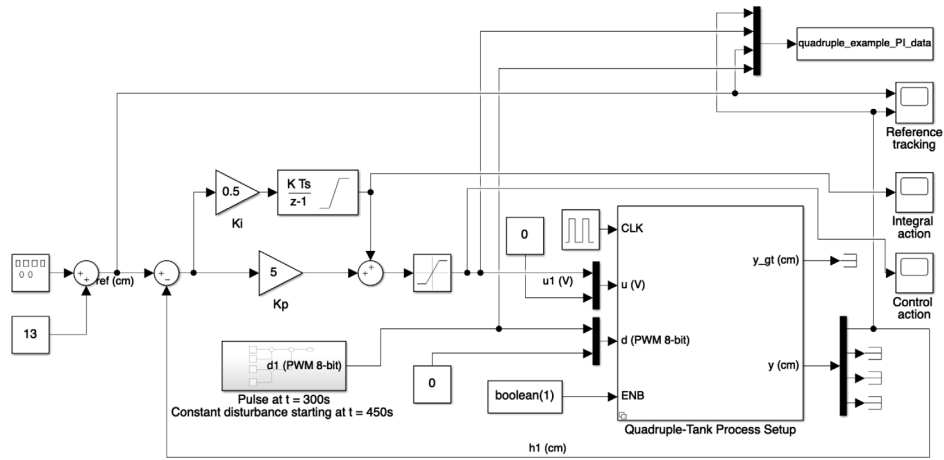 quadruple_example_PI_data
Reference
tracking
0.5
Ki
K Ts
z-1
Integral
action
0
CLK
0 0
ref (cm)
5
Kp
u1 (V)
u (V)
y_gt (cm)
Control
action
13
d1 (PWM 8-bit)
d (PWM 8-bit)
0
y (cm)
Pulse at t = 300s
Constant disturbance starting at t = 450s
boolean(1)
ENB
Quadruple-Tank Process Setup
h1 (cm)